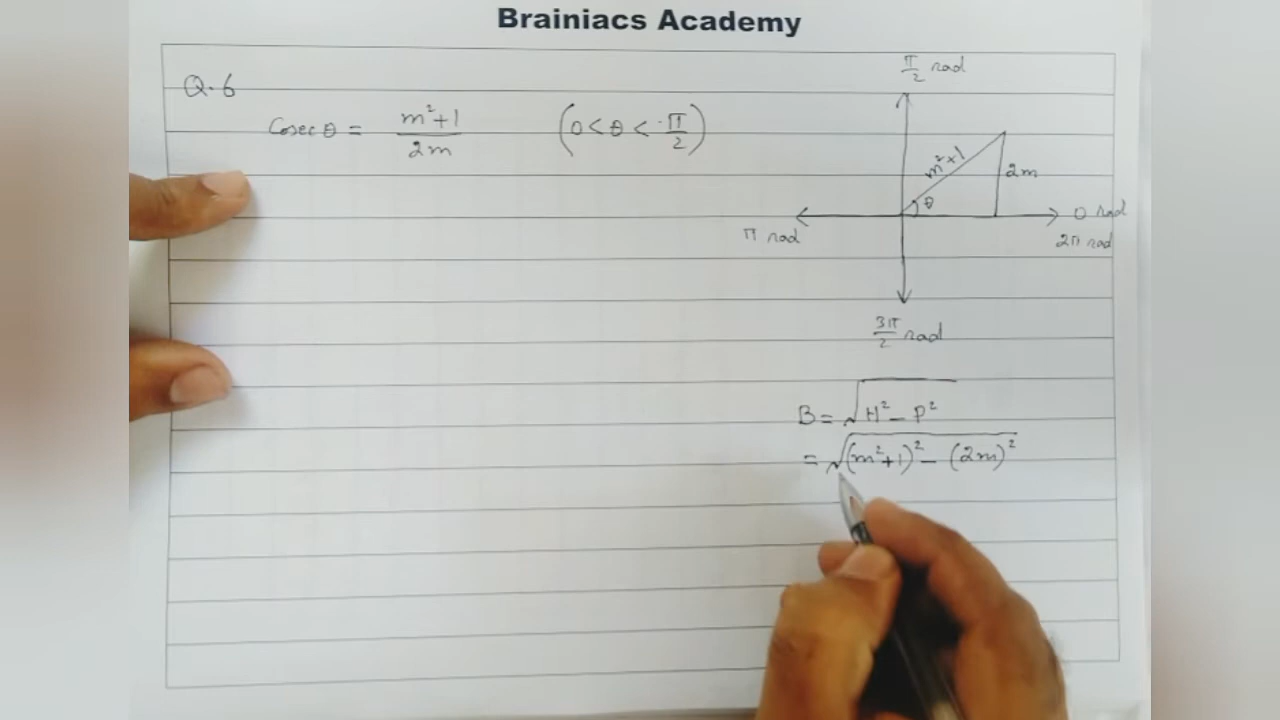 Brainiacs Academy
Q.6
Cosec θ = (m²+1)/(2m) (0 < θ < π/2)
π/2 rad
m²+1
2m
θ
0 rad
π rad
2π rad
3π/2 rad
B = √(H² − P²)
= √((m²+1)² − (2m)²)